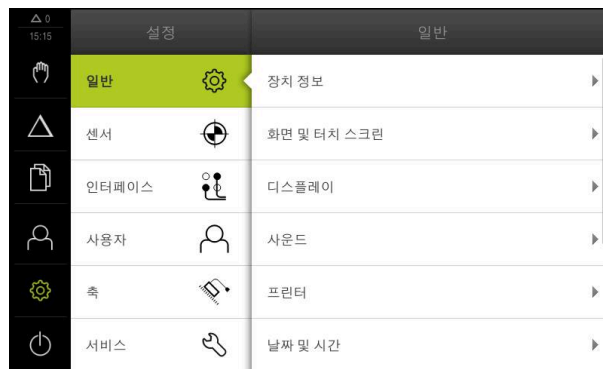 0
15:15
설정
일반
일반
센서
인터페이스
사용자
축
서비스
장치 정보
화면 및 터치 스크린
디스플레이
사운드
프린터
날짜 및 시간